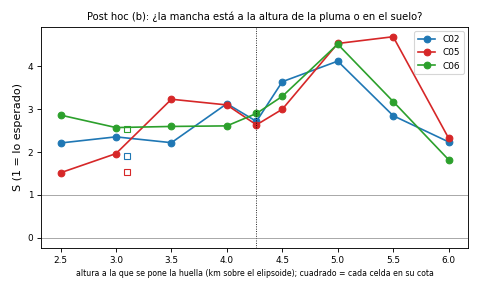 Post hoc (b): ¿la mancha está a la altura de la pluma o en el suelo?
S (1 = lo esperado)
4
3
2
1
0
C02
C05
C06
2.5 3.0 3.5 4.0 4.5 5.0 5.5 6.0
altura a la que se pone la huella (km sobre el elipsoide); cuadrado = cada celda en su cota